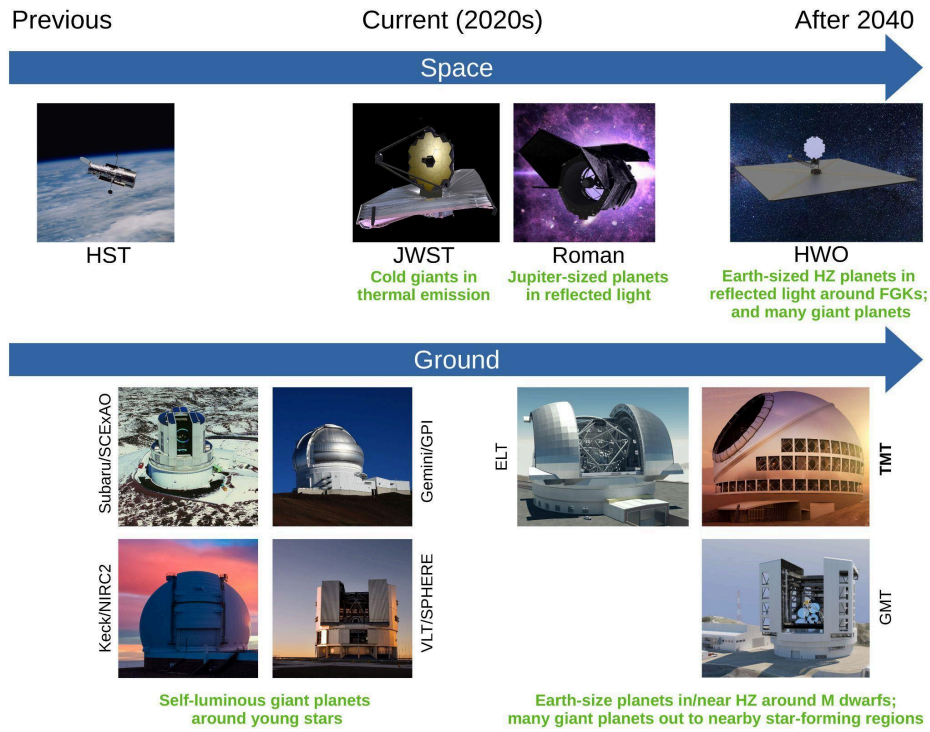 Previous
Current (2020s)
After 2040
Space
HST
JWST
Cold giants in
thermal emission
Roman
Jupiter-sized planets
in reflected light
HWO
Earth-sized HZ planets in
reflected light around FGKs;
and many giant planets
Ground
Subaru/SCExAO
Gemini/GPI
ELT
TMT
Keck/NIRC2
VLT/SPHERE
GMT
Self-luminous giant planets
around young stars
Earth-size planets in/near HZ around M dwarfs;
many giant planets out to nearby star-forming regions